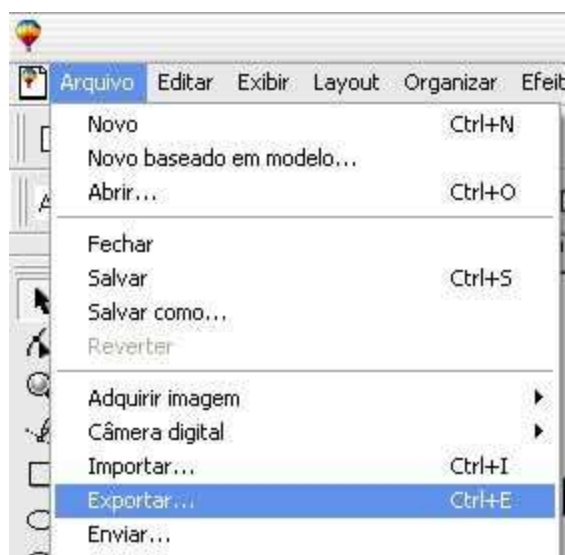 Arquivo Editar Exibir Layout Organizar Efeit
Novo Ctrl+N
Novo baseado em modelo...
Abrir... Ctrl+O
Fechar
Salvar Ctrl+S
Salvar como...
Reverter
Adquirir imagem
Câmera digital
Importar... Ctrl+I
Exportar... Ctrl+E
Enviar...